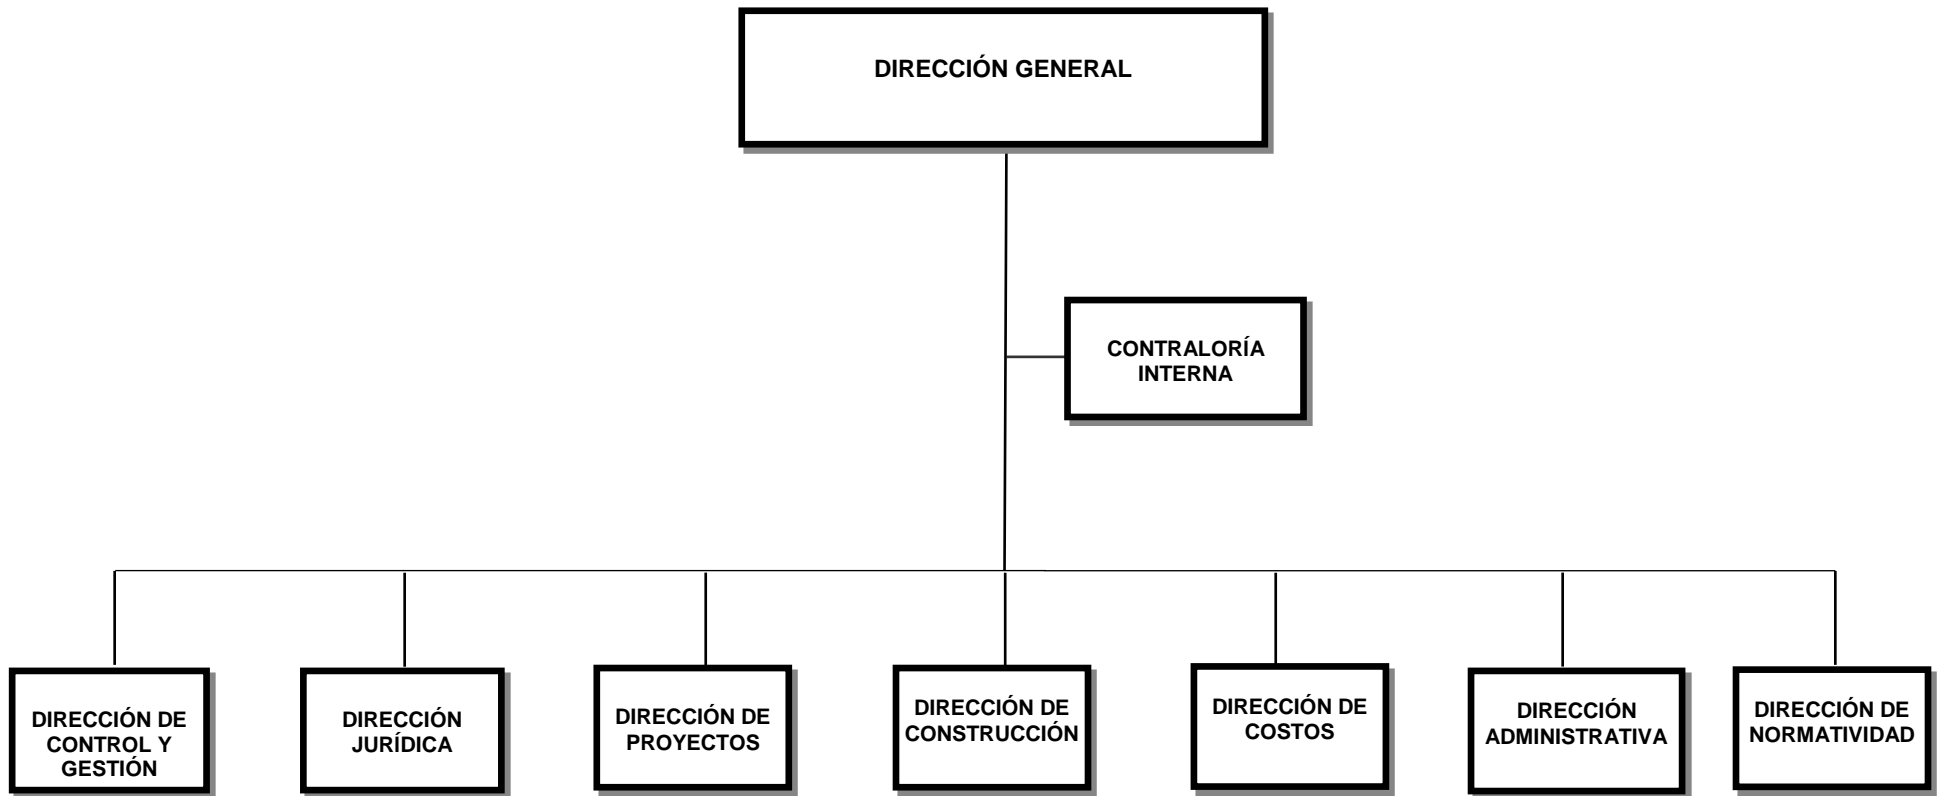 DIRECCIÓN GENERAL
CONTRALORÍA
INTERNA
DIRECCIÓN DE
CONTROL Y
GESTIÓN
DIRECCIÓN
JURÍDICA
DIRECCIÓN DE
PROYECTOS
DIRECCIÓN DE
CONSTRUCCIÓN
DIRECCIÓN DE
COSTOS
DIRECCIÓN
ADMINISTRATIVA
DIRECCIÓN DE
NORMATIVIDAD